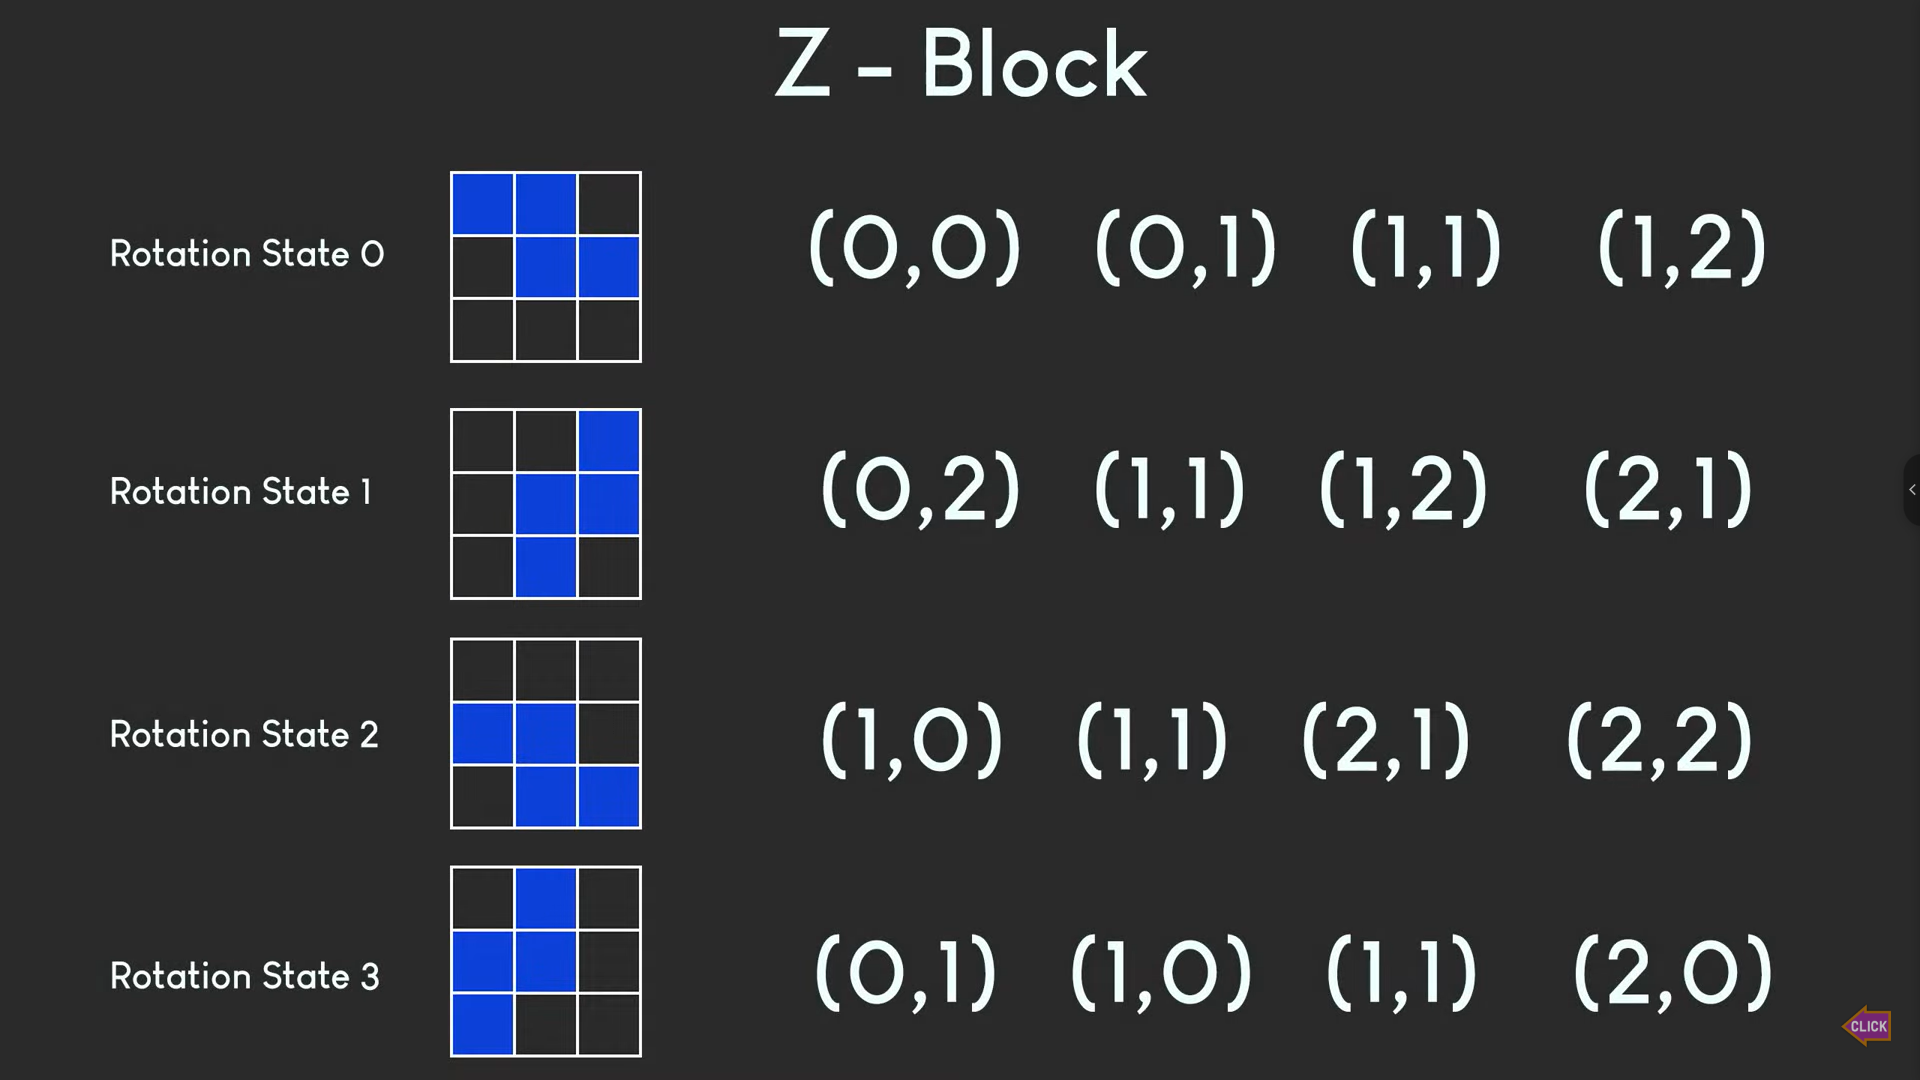 Z - Block
Rotation State 0 (0,0) (0,1) (1,1) (1,2)
Rotation State 1 (0,2) (1,1) (1,2) (2,1)
Rotation State 2 (1,0) (1,1) (2,1) (2,2)
Rotation State 3 (0,1) (1,0) (1,1) (2,0)
CLICK